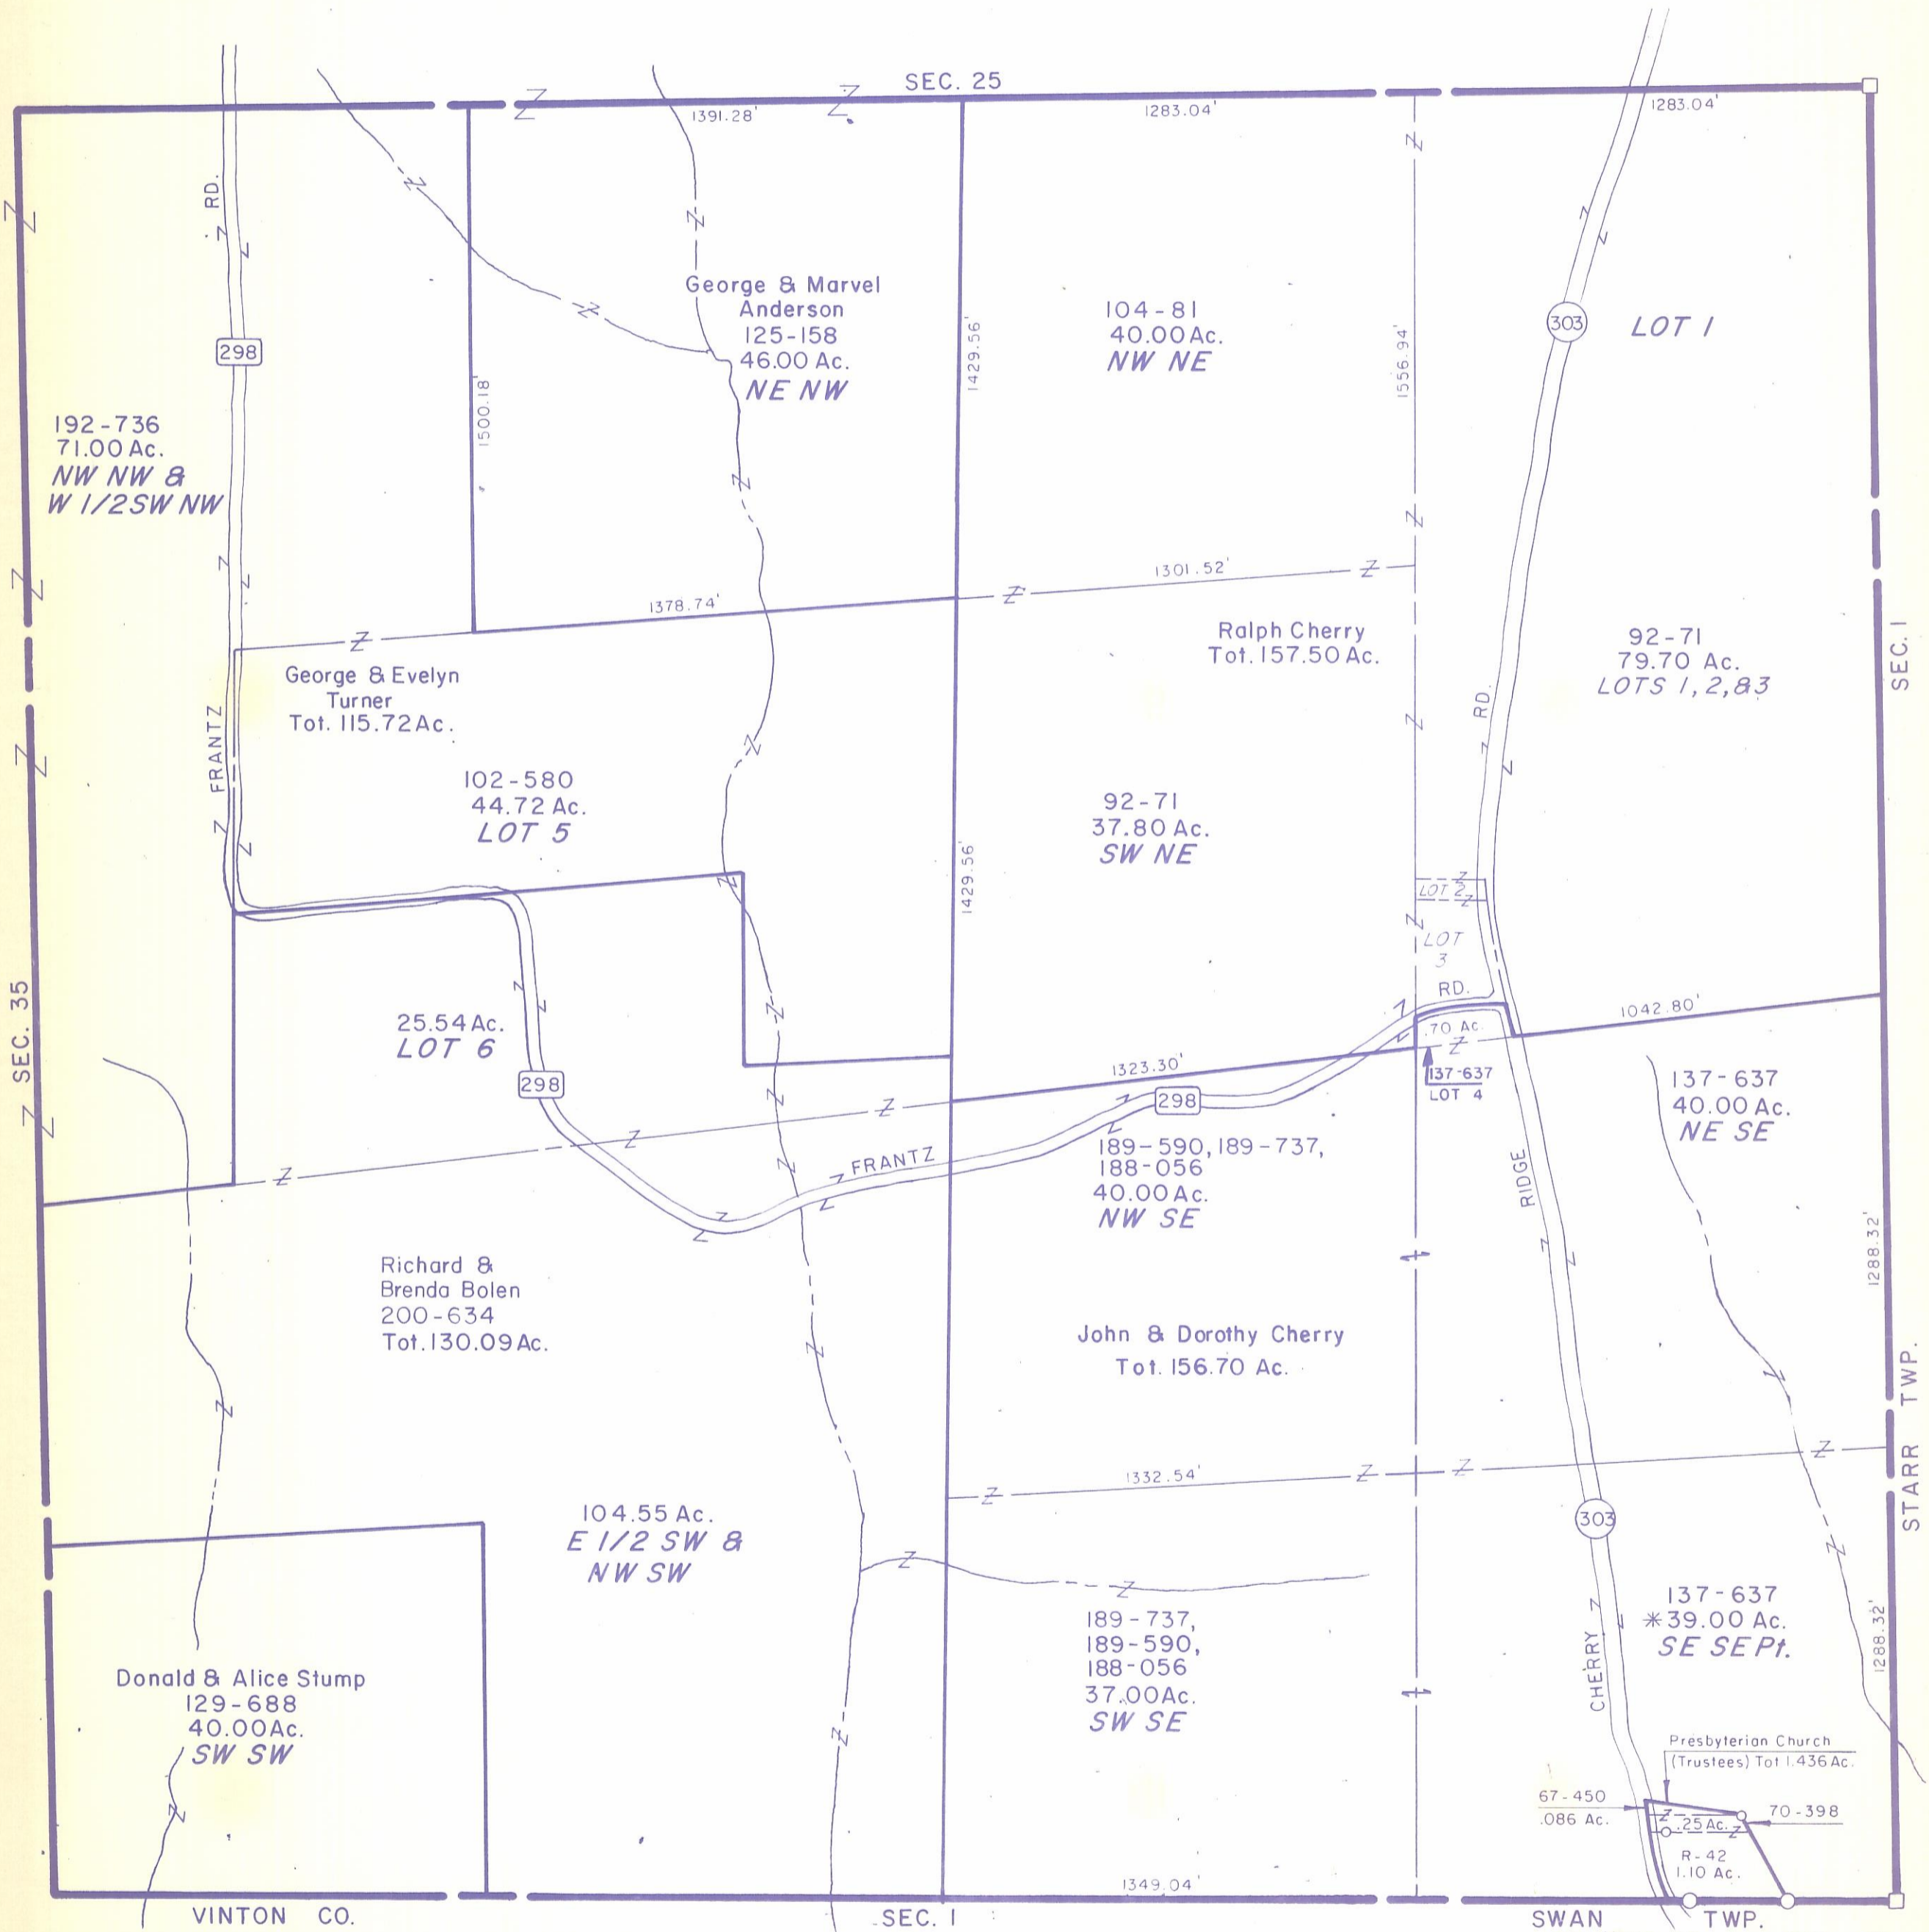 SEC. 25
1391.28'
1283.04'
1283.04'
RD.
298
George & Marvel
Anderson
125-158
46.00 Ac.
NE NW
1500.18'
1429.56'
104-81
40.00 Ac.
NW NE
1556.94'
303
LOT 1
192-736
71.00 Ac.
NW NW &
W 1/2 SW NW
1378.74'
1301.52'
Ralph Cherry
Tot. 157.50 Ac.
92-71
79.70 Ac.
LOTS 1, 2, & 3
SEC. 1
George & Evelyn
Turner
Tot. 115.72 Ac.
FRANTZ
RD.
102-580
44.72 Ac.
LOT 5
92-71
37.80 Ac.
SW NE
1429.56'
LOT 2
LOT
3
RD.
.70 Ac.
1042.80'
SEC. 35
25.54 Ac.
LOT 6
298
1323.30'
298
137-637
LOT 4
137-637
40.00 Ac.
NE SE
FRANTZ
189-590, 189-737,
188-056
40.00 Ac.
NW SE
RIDGE
1288.32'
Richard &
Brenda Bolen
200-634
Tot. 130.09 Ac.
John & Dorothy Cherry
Tot. 156.70 Ac.
STARR TWP.
1332.54'
303
104.55 Ac.
E 1/2 SW &
NW SW
189-737,
189-590,
188-056
37.00 Ac.
SW SE
CHERRY
137-637
*39.00 Ac.
SE SE Pt.
1288.32'
Donald & Alice Stump
129-688
40.00 Ac.
SW SW
Presbyterian Church
(Trustees) Tot 1.436 Ac.
67-450
.086 Ac.
.25 Ac.
70-398
R-42
1.10 Ac.
1349.04'
VINTON CO.
SEC. 1
SWAN TWP.